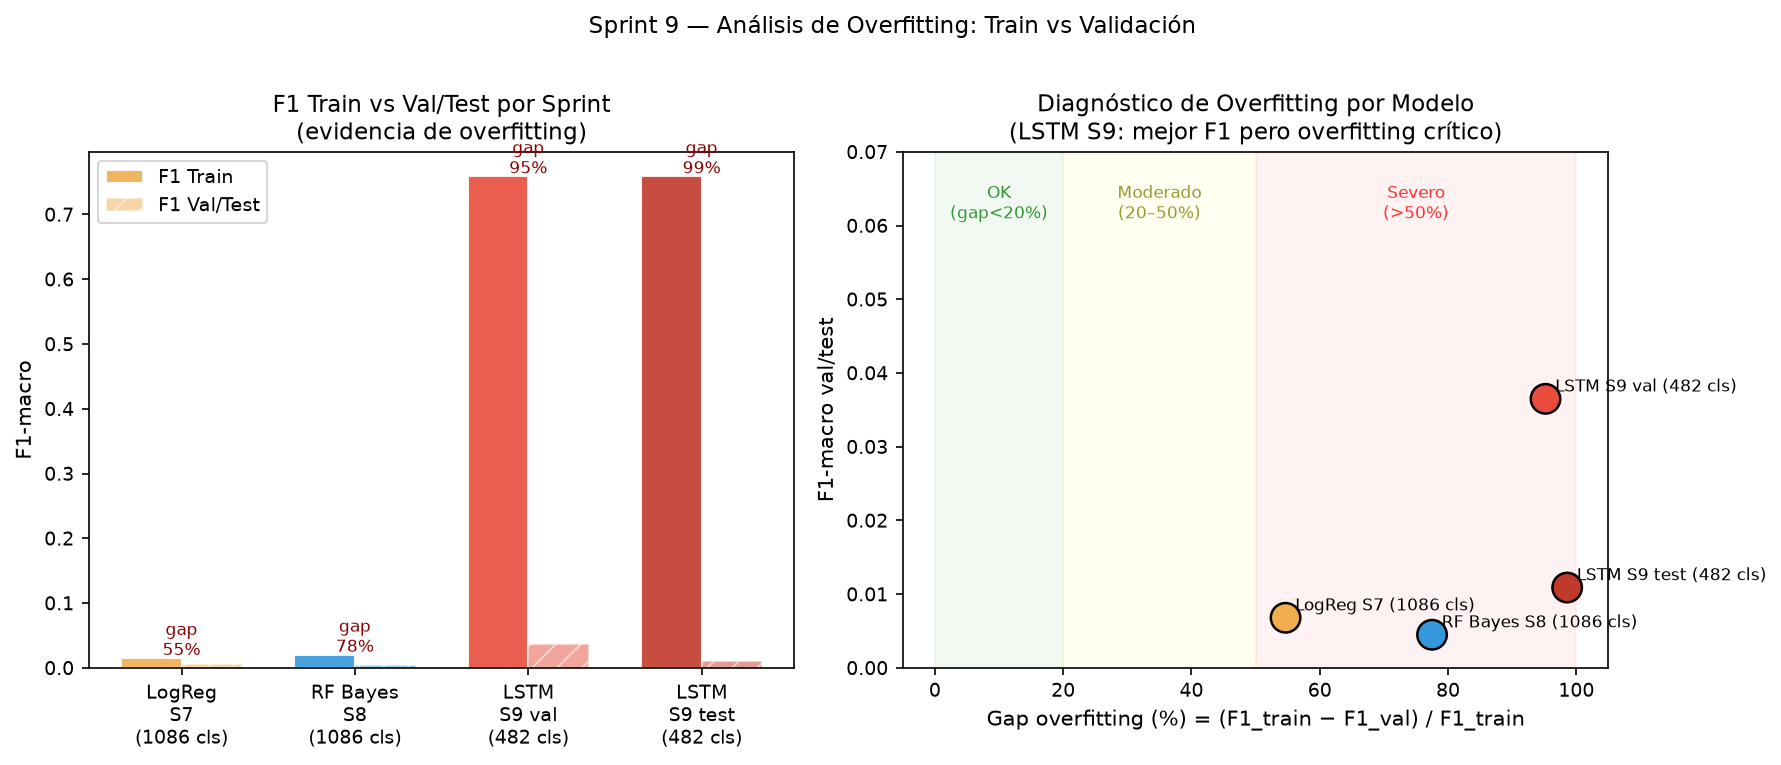 Sprint 9 — Análisis de Overfitting: Train vs Validación
F1 Train vs Val/Test por Sprint
(evidencia de overfitting)
F1 Train
F1 Val/Test
gap
55%
gap
78%
gap
95%
gap
99%
F1-macro
0.7
0.6
0.5
0.4
0.3
0.2
0.1
0.0
LogReg
S7
(1086 cls)
RF Bayes
S8
(1086 cls)
LSTM
S9 val
(482 cls)
LSTM
S9 test
(482 cls)
Diagnóstico de Overfitting por Modelo
(LSTM S9: mejor F1 pero overfitting crítico)
OK
(gap<20%)
Moderado
(20–50%)
Severo
(>50%)
F1-macro val/test
0.07
0.06
0.05
0.04
0.03
0.02
0.01
0.00
LSTM S9 val (482 cls)
LSTM S9 test (482 cls)
LogReg S7 (1086 cls)
RF Bayes S8 (1086 cls)
0 20 40 60 80 100
Gap overfitting (%) = (F1_train − F1_val) / F1_train